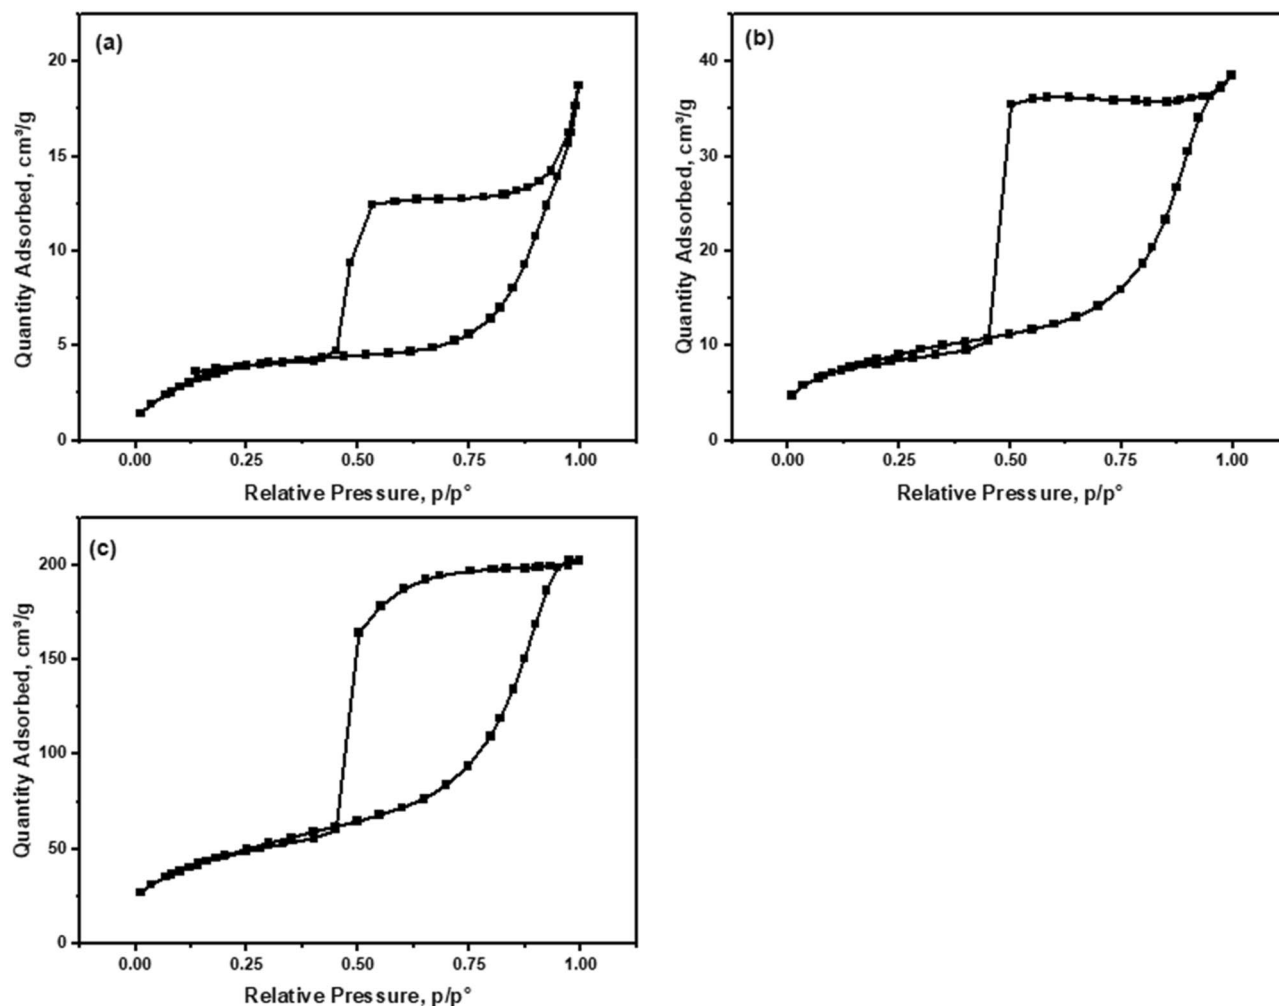 (a)
20
15
10
5
0
Quantity Adsorbed, cm³/g
0.00 0.25 0.50 0.75 1.00
Relative Pressure, p/p°
(b)
40
30
20
10
0
Quantity Adsorbed, cm³/g
0.00 0.25 0.50 0.75 1.00
Relative Pressure, p/p°
(c)
200
150
100
50
0
Quantity Adsorbed, cm³/g
0.00 0.25 0.50 0.75 1.00
Relative Pressure, p/p°